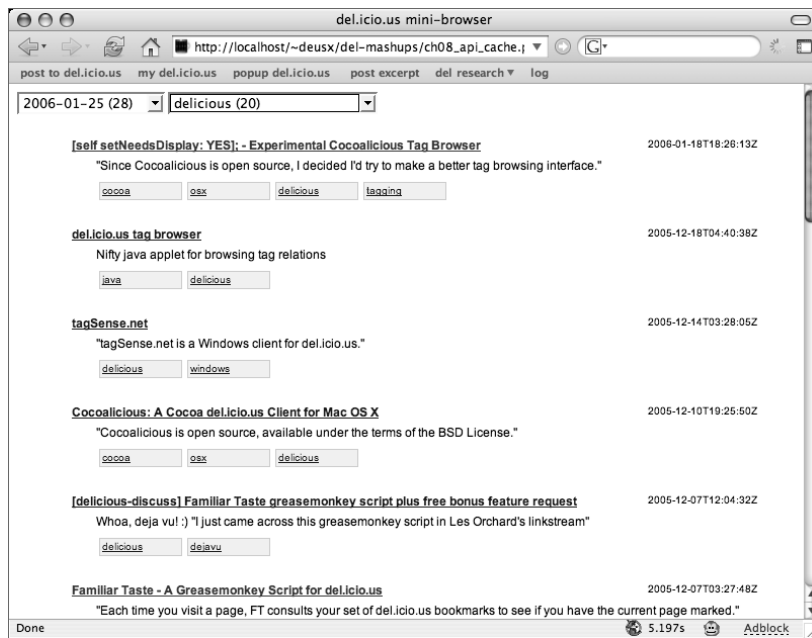 del.icio.us mini-browser
http://localhost/~deusx/del-mashups/ch08_api_cache.p
G
post to del.icio.us my del.icio.us popup del.icio.us post excerpt del research log
2006-01-25 (28) delicious (20)
[self setNeedsDisplay: YES]; - Experimental Cocoalicious Tag Browser 2006-01-18T18:26:13Z
"Since Cocoalicious is open source, I decided I'd try to make a better tag browsing interface."
cocoa osx delicious tagging
del.icio.us tag browser 2005-12-18T04:40:38Z
Nifty java applet for browsing tag relations
java delicious
tagSense.net 2005-12-14T03:28:05Z
"tagSense.net is a Windows client for del.icio.us."
delicious windows
Cocoalicious: A Cocoa del.icio.us Client for Mac OS X 2005-12-10T19:25:50Z
"Cocoalicious is open source, available under the terms of the BSD License."
cocoa osx delicious
[delicious-discuss] Familiar Taste greasemonkey script plus free bonus feature request 2005-12-07T12:04:32Z
Whoa, deja vu! :) "I just came across this greasemonkey script in Les Orchard's linkstream"
delicious dejavu
Familiar Taste - A Greasemonkey Script for del.icio.us 2005-12-07T03:27:48Z
"Each time you visit a page, FT consults your set of del.icio.us bookmarks to see if you have the current page marked."
Done 5.197s Adblock